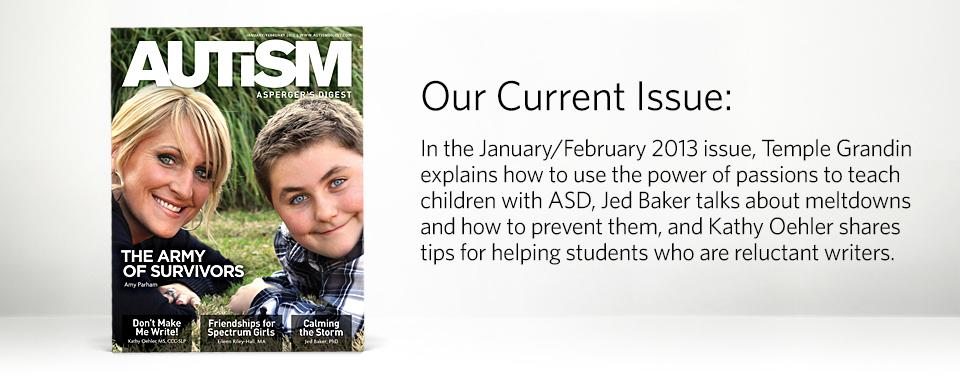 JANUARY/FEBRUARY 2013 | WWW.AUTISMDIGEST.COM
AUTiSM
ASPERGER'S DIGEST
THE ARMY
OF SURVIVORS
Amy Parham
Don't Make
Me Write!
Kathy Oehler, MS, CCC-SLP
Friendships for
Spectrum Girls
Eileen Riley-Hall, MA
Calming
the Storm
Jed Baker, PhD
Our Current Issue:
In the January/February 2013 issue, Temple Grandin
explains how to use the power of passions to teach
children with ASD, Jed Baker talks about meltdowns
and how to prevent them, and Kathy Oehler shares
tips for helping students who are reluctant writers.